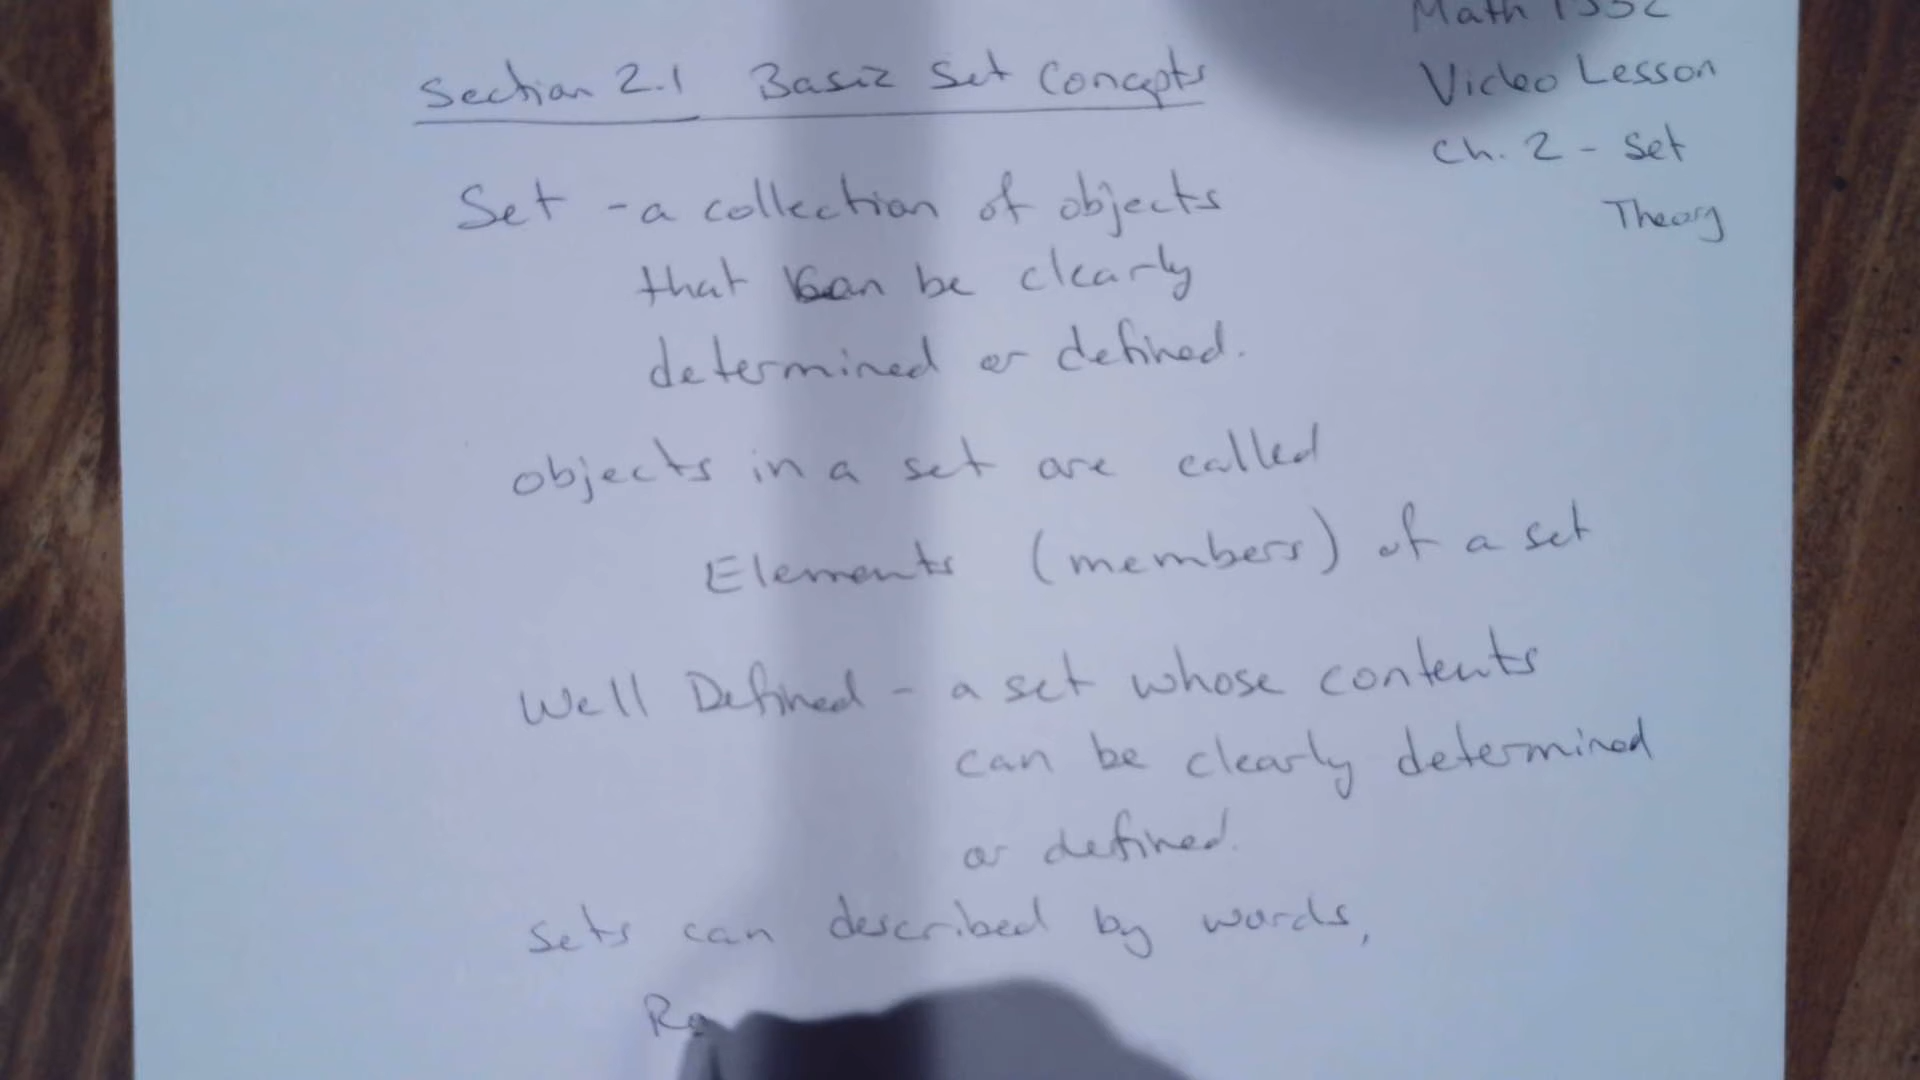 Math 1332
Video Lesson
Ch. 2 - Set
Theory
Section 2.1 Basic Set Concepts
Set - a collection of objects
that can be clearly
determined or defined.
objects in a set are called
Elements (members) of a set
Well Defined - a set whose contents
can be clearly determined
or defined.
Sets can described by words,